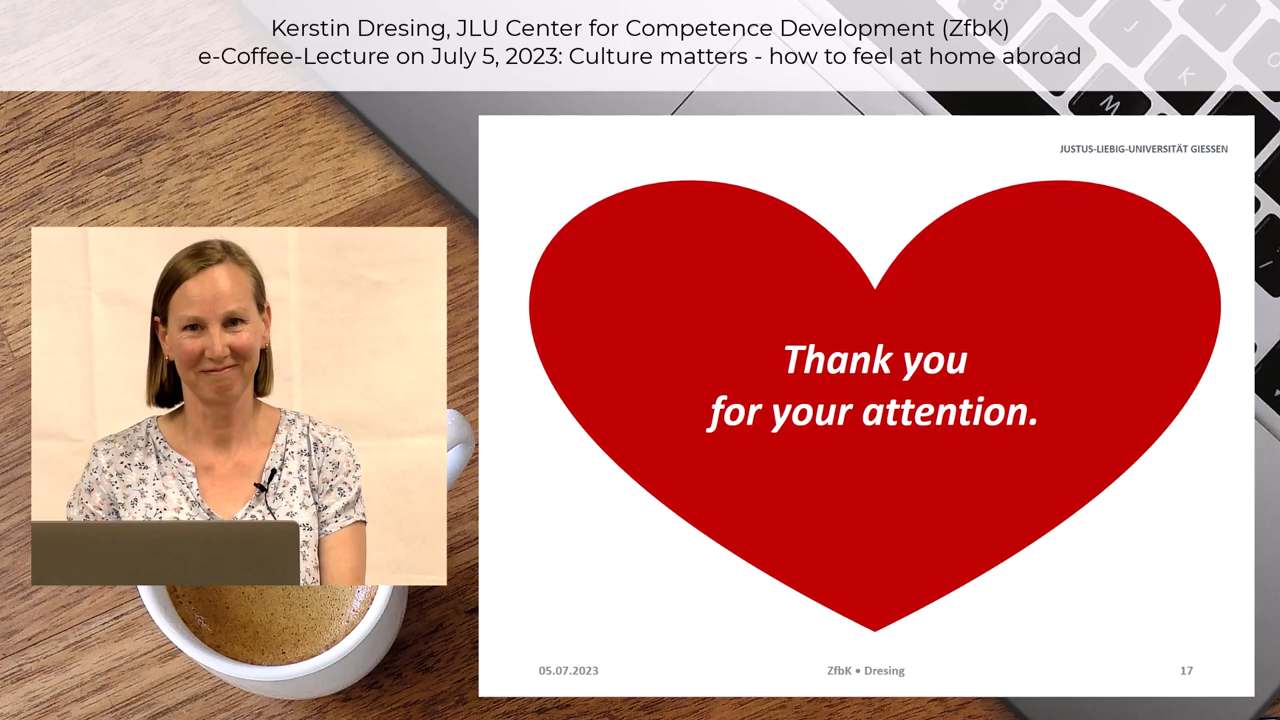 Kerstin Dresing, JLU Center for Competence Development (ZfbK)
e-Coffee-Lecture on July 5, 2023: Culture matters - how to feel at home abroad
JUSTUS-LIEBIG-UNIVERSITÄT GIESSEN
Thank you
for your attention.
05.07.2023
ZfbK • Dresing
17